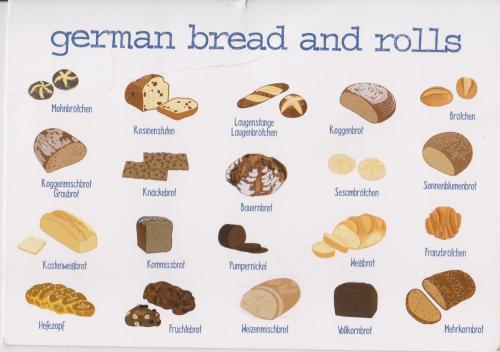 german bread and rolls
Mohnbrötchen
Rosinenstuten
Laugenstange
Laugenbrötchen
Roggenbrot
Brötchen
Roggenmischbrot
Graubrot
Knäckebrot
Bauernbrot
Sesambrötchen
Sonnenblumenbrot
Kastenweißbrot
Kommissbrot
Pumpernickel
Weißbrot
Franzbrötchen
Hefezopf
Früchtebrot
Weizenmischbrot
Vollkornbrot
Mehrkornbrot